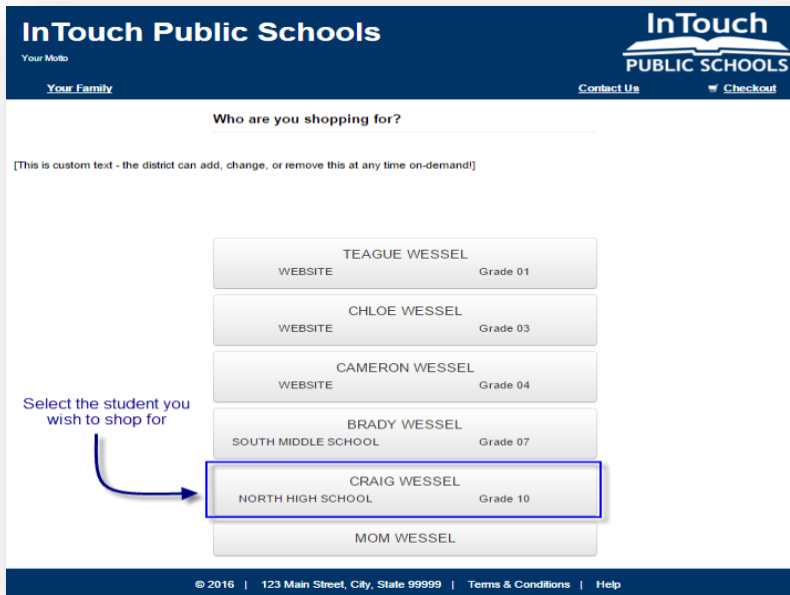 InTouch Public Schools
Your Motto
InTouch
PUBLIC SCHOOLS
Your Family
Contact Us
Checkout
Who are you shopping for?
[This is custom text - the district can add, change, or remove this at any time on-demand!]
TEAGUE WESSEL
WEBSITE Grade 01
CHLOE WESSEL
WEBSITE Grade 03
CAMERON WESSEL
WEBSITE Grade 04
Select the student you
wish to shop for
BRADY WESSEL
SOUTH MIDDLE SCHOOL Grade 07
CRAIG WESSEL
NORTH HIGH SCHOOL Grade 10
MOM WESSEL
© 2016 | 123 Main Street, City, State 99999 | Terms & Conditions | Help